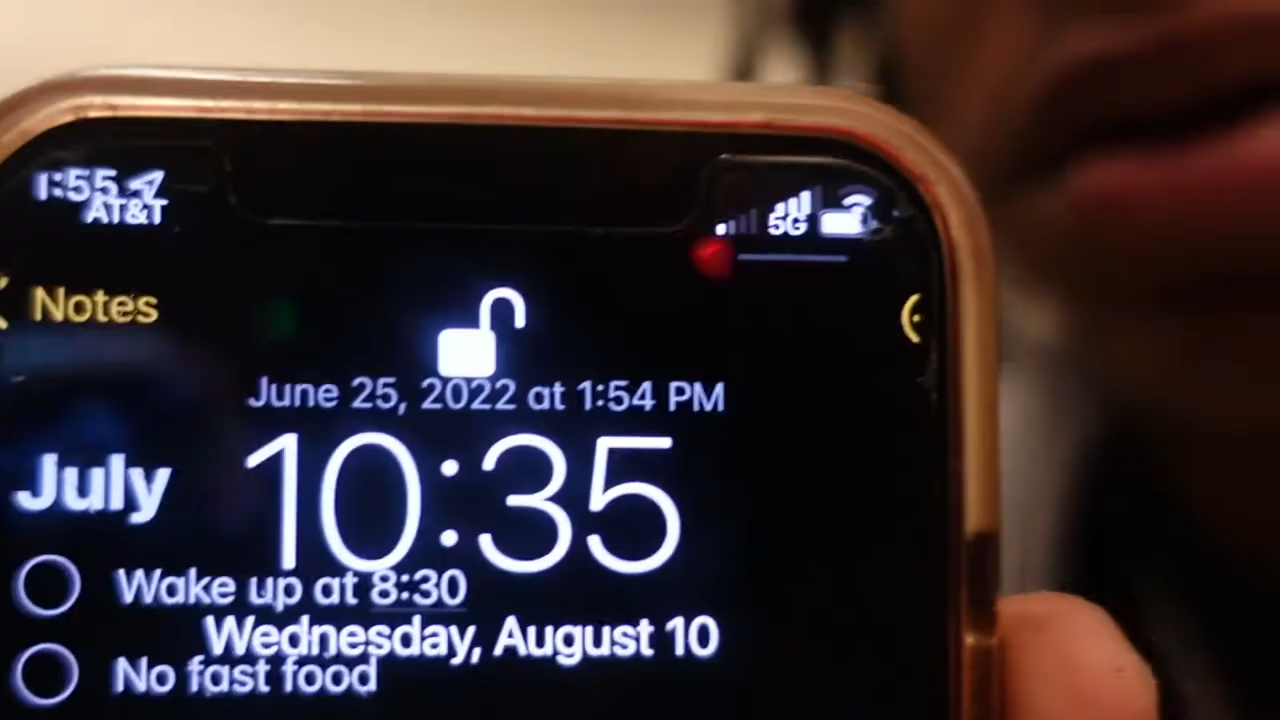 1:55
AT&T
5G
Notes
June 25, 2022 at 1:54 PM
10:35
July
Wake up at 8:30
Wednesday, August 10
No fast food